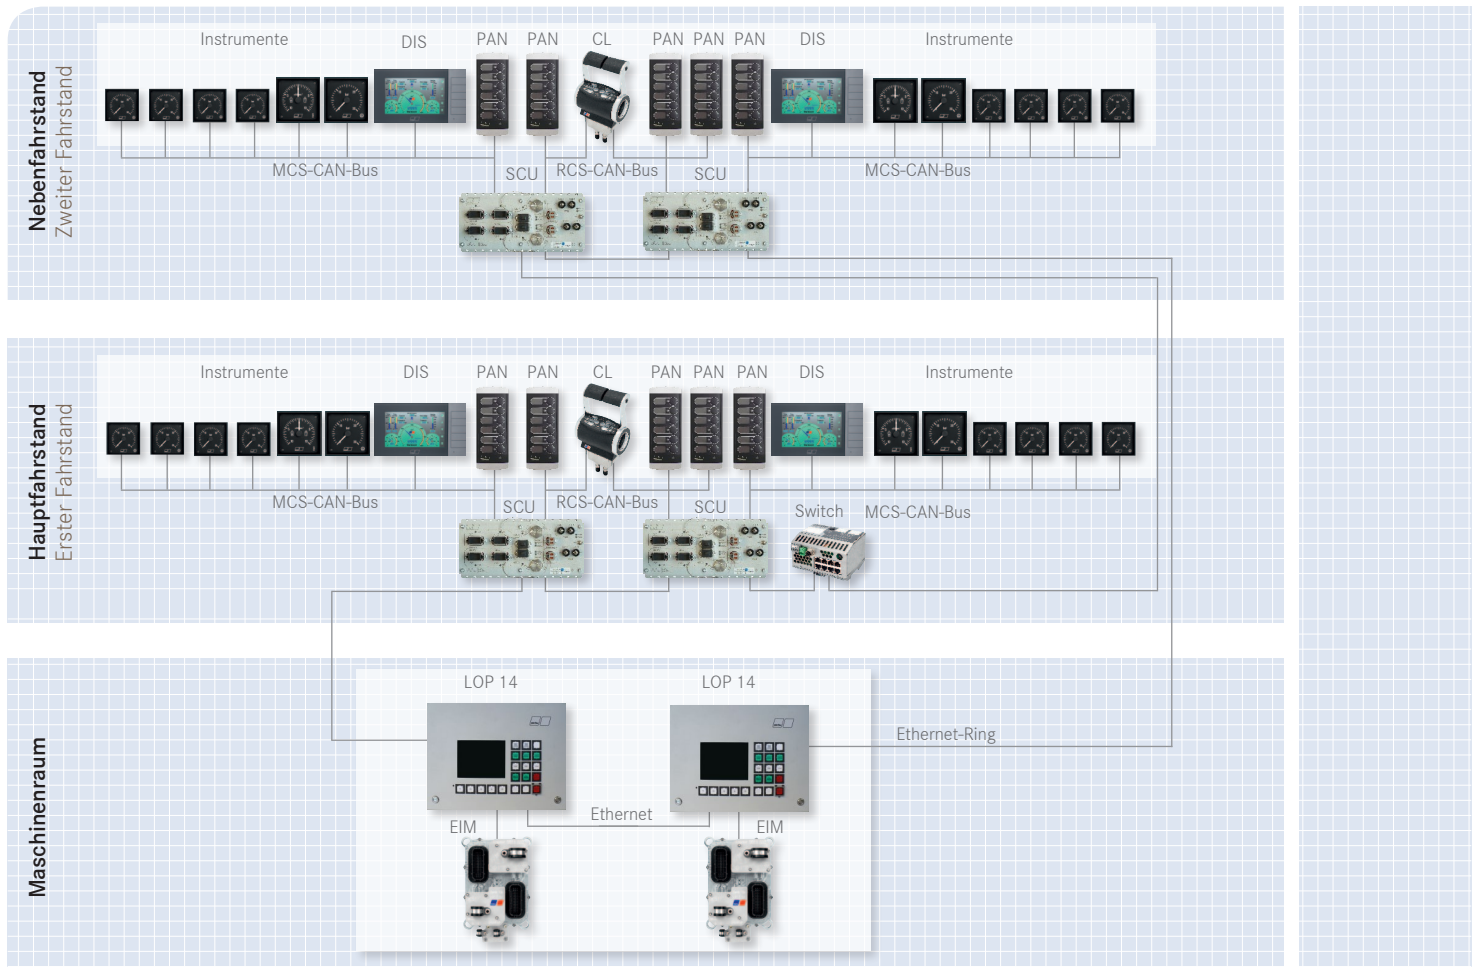 Nebenfahrstand
Zweiter Fahrstand
Instrumente
DIS
PAN
PAN
CL
PAN
PAN
PAN
DIS
Instrumente
MCS-CAN-Bus
SCU
RCS-CAN-Bus
SCU
MCS-CAN-Bus
Hauptfahrstand
Erster Fahrstand
Instrumente
DIS
PAN
PAN
CL
PAN
PAN
PAN
DIS
Instrumente
MCS-CAN-Bus
SCU
RCS-CAN-Bus
SCU
Switch
MCS-CAN-Bus
Maschinenraum
LOP 14
LOP 14
Ethernet-Ring
Ethernet
EIM
EIM